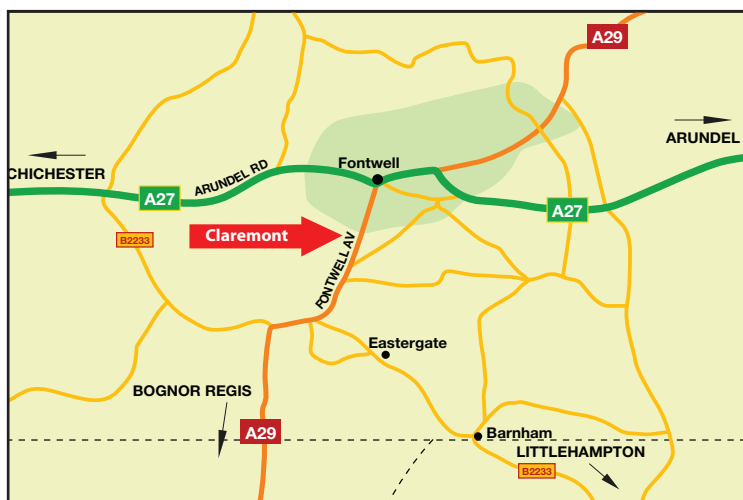 A29
ARUNDEL
Fontwell
CHICHESTER
ARUNDEL RD
A27
A27
B2233
Claremont
FONTWELL AV
Eastergate
BOGNOR REGIS
A29
Barnham
LITTLEHAMPTON
B2233